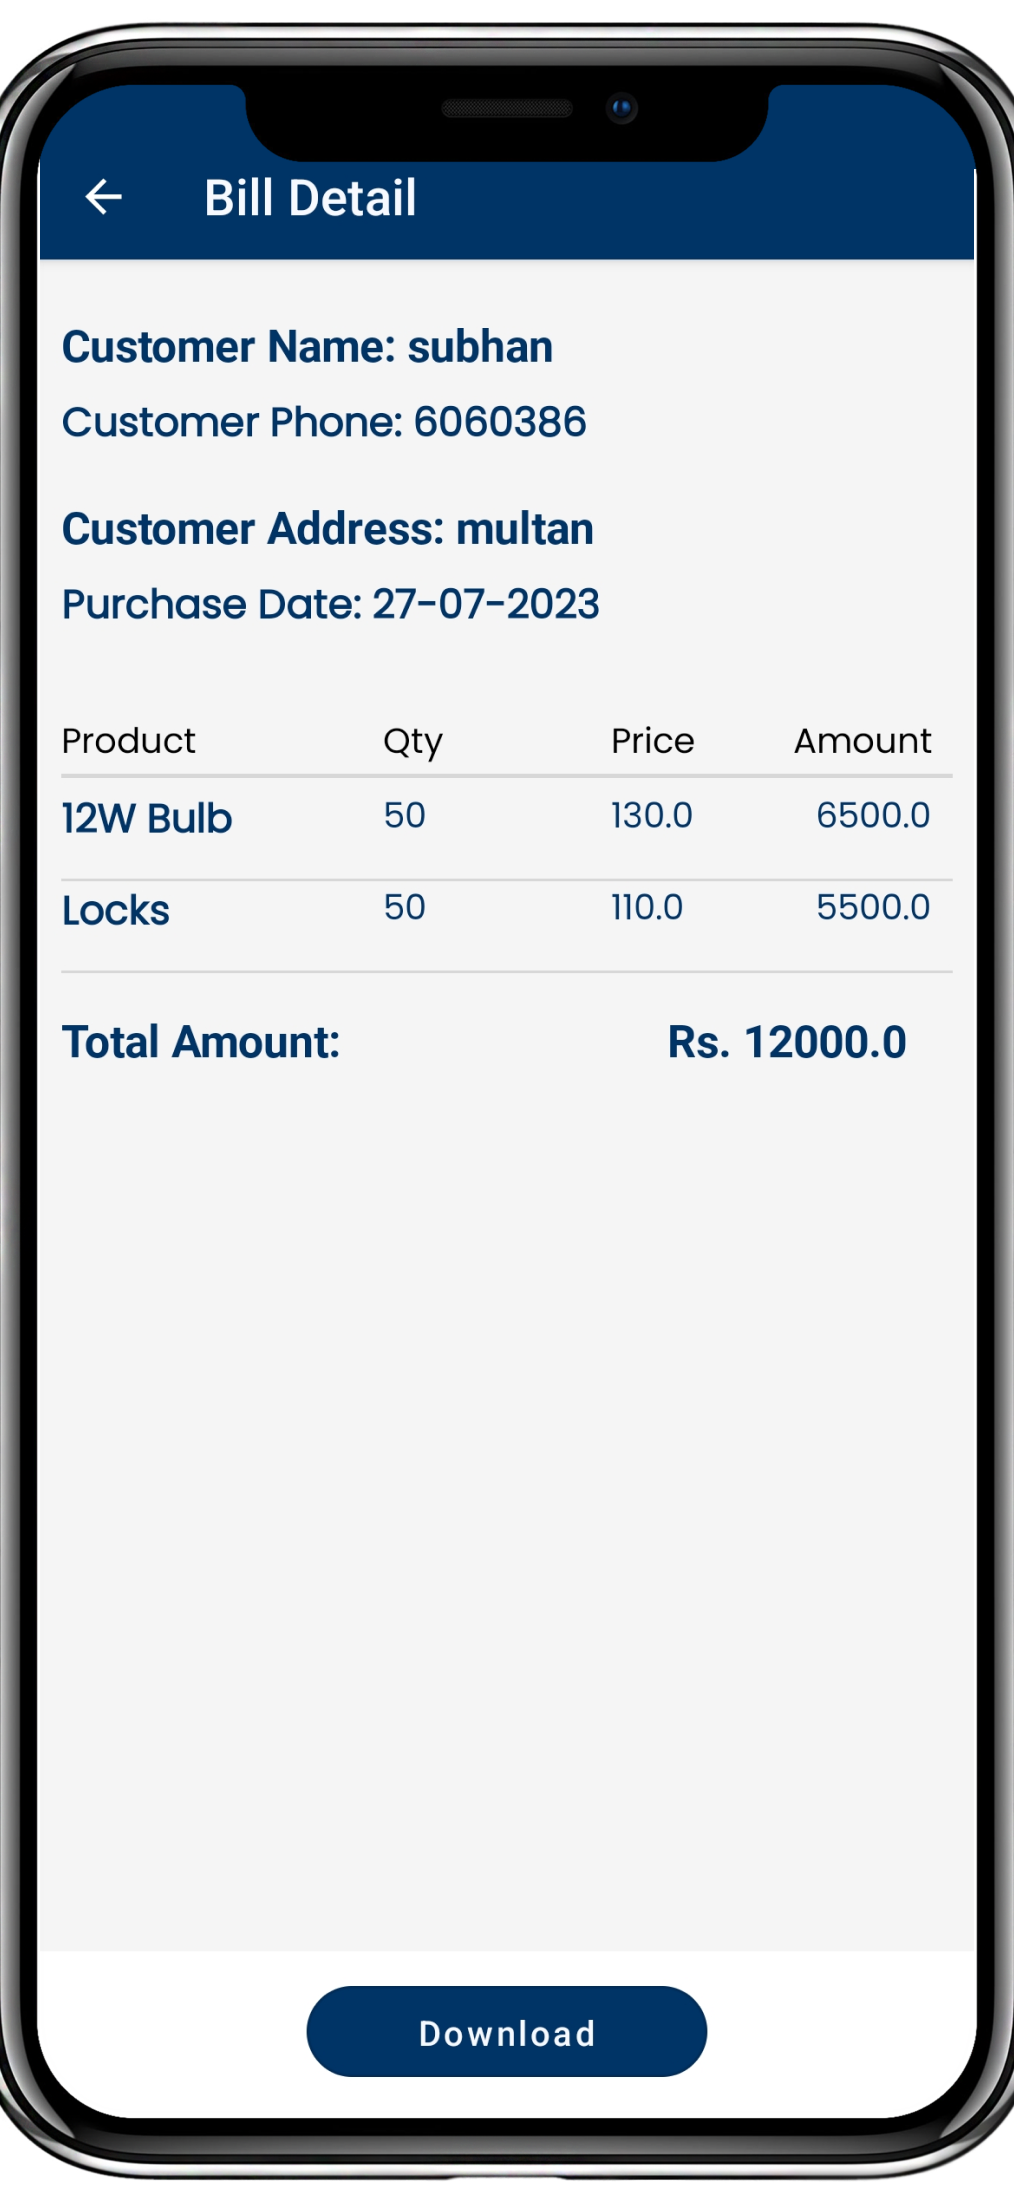 Bill Detail
Customer Name: subhan
Customer Phone: 6060386
Customer Address: multan
Purchase Date: 27-07-2023
Product Qty Price Amount
12W Bulb 50 130.0 6500.0
Locks 50 110.0 5500.0
Total Amount: Rs. 12000.0
Download